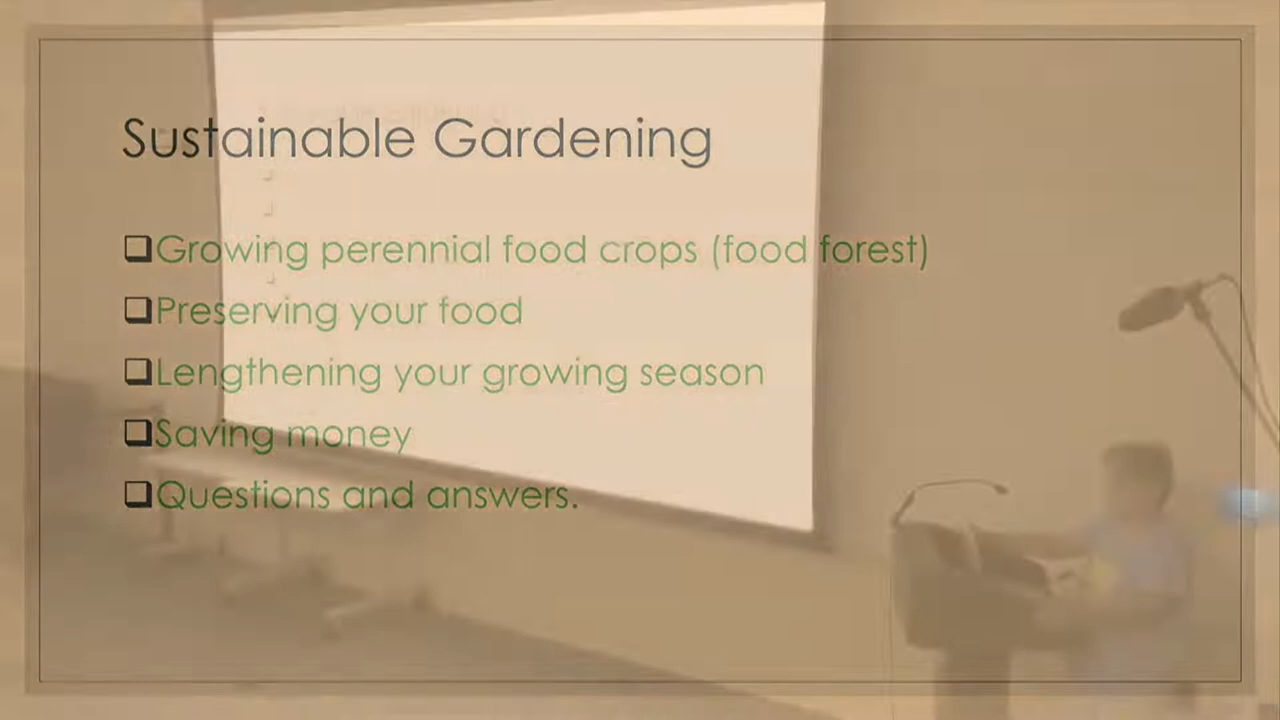 Sustainable Gardening
❑Growing perennial food crops (food forest)
❑Preserving your food
❑Lengthening your growing season
❑Saving money
❑Questions and answers.